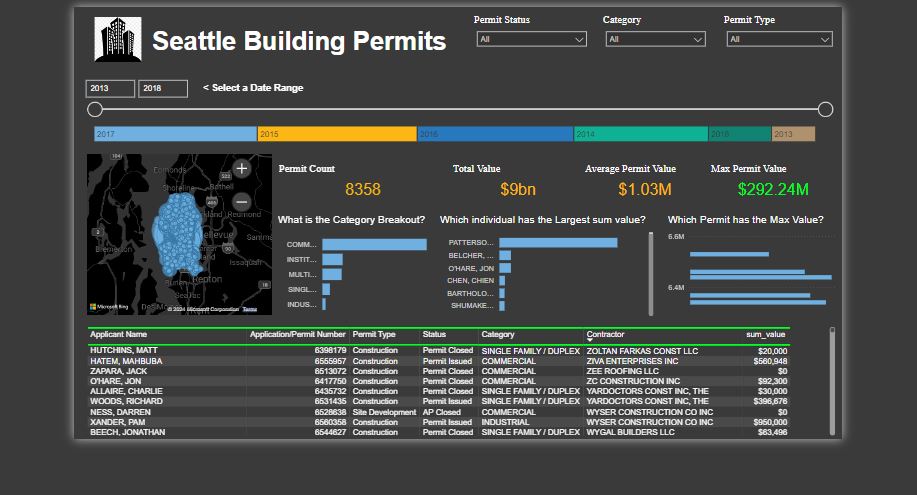 Seattle Building Permits
Permit Status
Category
Permit Type
All
All
All
2013
2018
< Select a Date Range
2017
2015
2016
2014
2018
2013
104
Edmonds
522
Shoreline
Bothell
405
Kirkland
Redmond
3
Bellevue
Samm
Bremerton
90
Issaquah
Renton
Burien
SeaTac
18
Microsoft Bing
© 2024 Microsoft Corporation Terms
Permit Count
8358
Total Value
$9bn
Average Permit Value
$1.03M
Max Permit Value
$292.24M
What is the Category Breakout?
COMM...
INSTIT...
MULTI...
SINGL...
INDUS...
Which individual has the Largest sum value?
PATTERSO...
BELCHER, ...
O'HARE, JON
CHEN, CHIEN
BARTHOLO...
SHUMAKE...
Which Permit has the Max Value?
6.6M
6.4M
Applicant Name Application/Permit Number Permit Type Status Category Contractor sum_value
HUTCHINS, MATT 6398179 Construction Permit Closed SINGLE FAMILY / DUPLEX ZOLTAN FARKAS CONST LLC $20,000
HATEM, MAHBUBA 6555957 Construction Permit Issued COMMERCIAL ZIVA ENTERPRISES INC $560,948
ZAPARA, JACK 6513072 Construction Permit Closed COMMERCIAL ZEE ROOFING LLC $0
O'HARE, JON 6417750 Construction Permit Closed COMMERCIAL ZC CONSTRUCTION INC $92,300
ALLAIRE, CHARLIE 6435732 Construction Permit Closed SINGLE FAMILY / DUPLEX YARDOCTORS CONST INC, THE $30,000
WOODS, RICHARD 6531435 Construction Permit Closed SINGLE FAMILY / DUPLEX YARDOCTORS CONST INC, THE $396,676
NESS, DARREN 6528638 Site Development AP Closed COMMERCIAL WYSER CONSTRUCTION CO INC $0
XANDER, PAM 6560358 Construction Permit Issued INDUSTRIAL WYSER CONSTRUCTION CO INC $950,000
BEECH, JONATHAN 6544627 Construction Permit Closed SINGLE FAMILY / DUPLEX WYGAL BUILDERS LLC $63,496